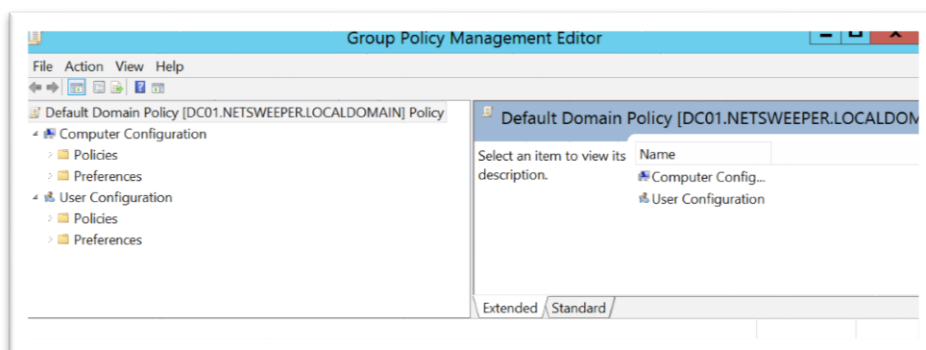 Group Policy Management Editor
File Action View Help
Default Domain Policy [DC01.NETSWEEPER.LOCALDOMAIN] Policy
Computer Configuration
Policies
Preferences
User Configuration
Policies
Preferences
Default Domain Policy [DC01.NETSWEEPER.LOCALDOM
Select an item to view its
description.
Name
Computer Config...
User Configuration
Extended
Standard